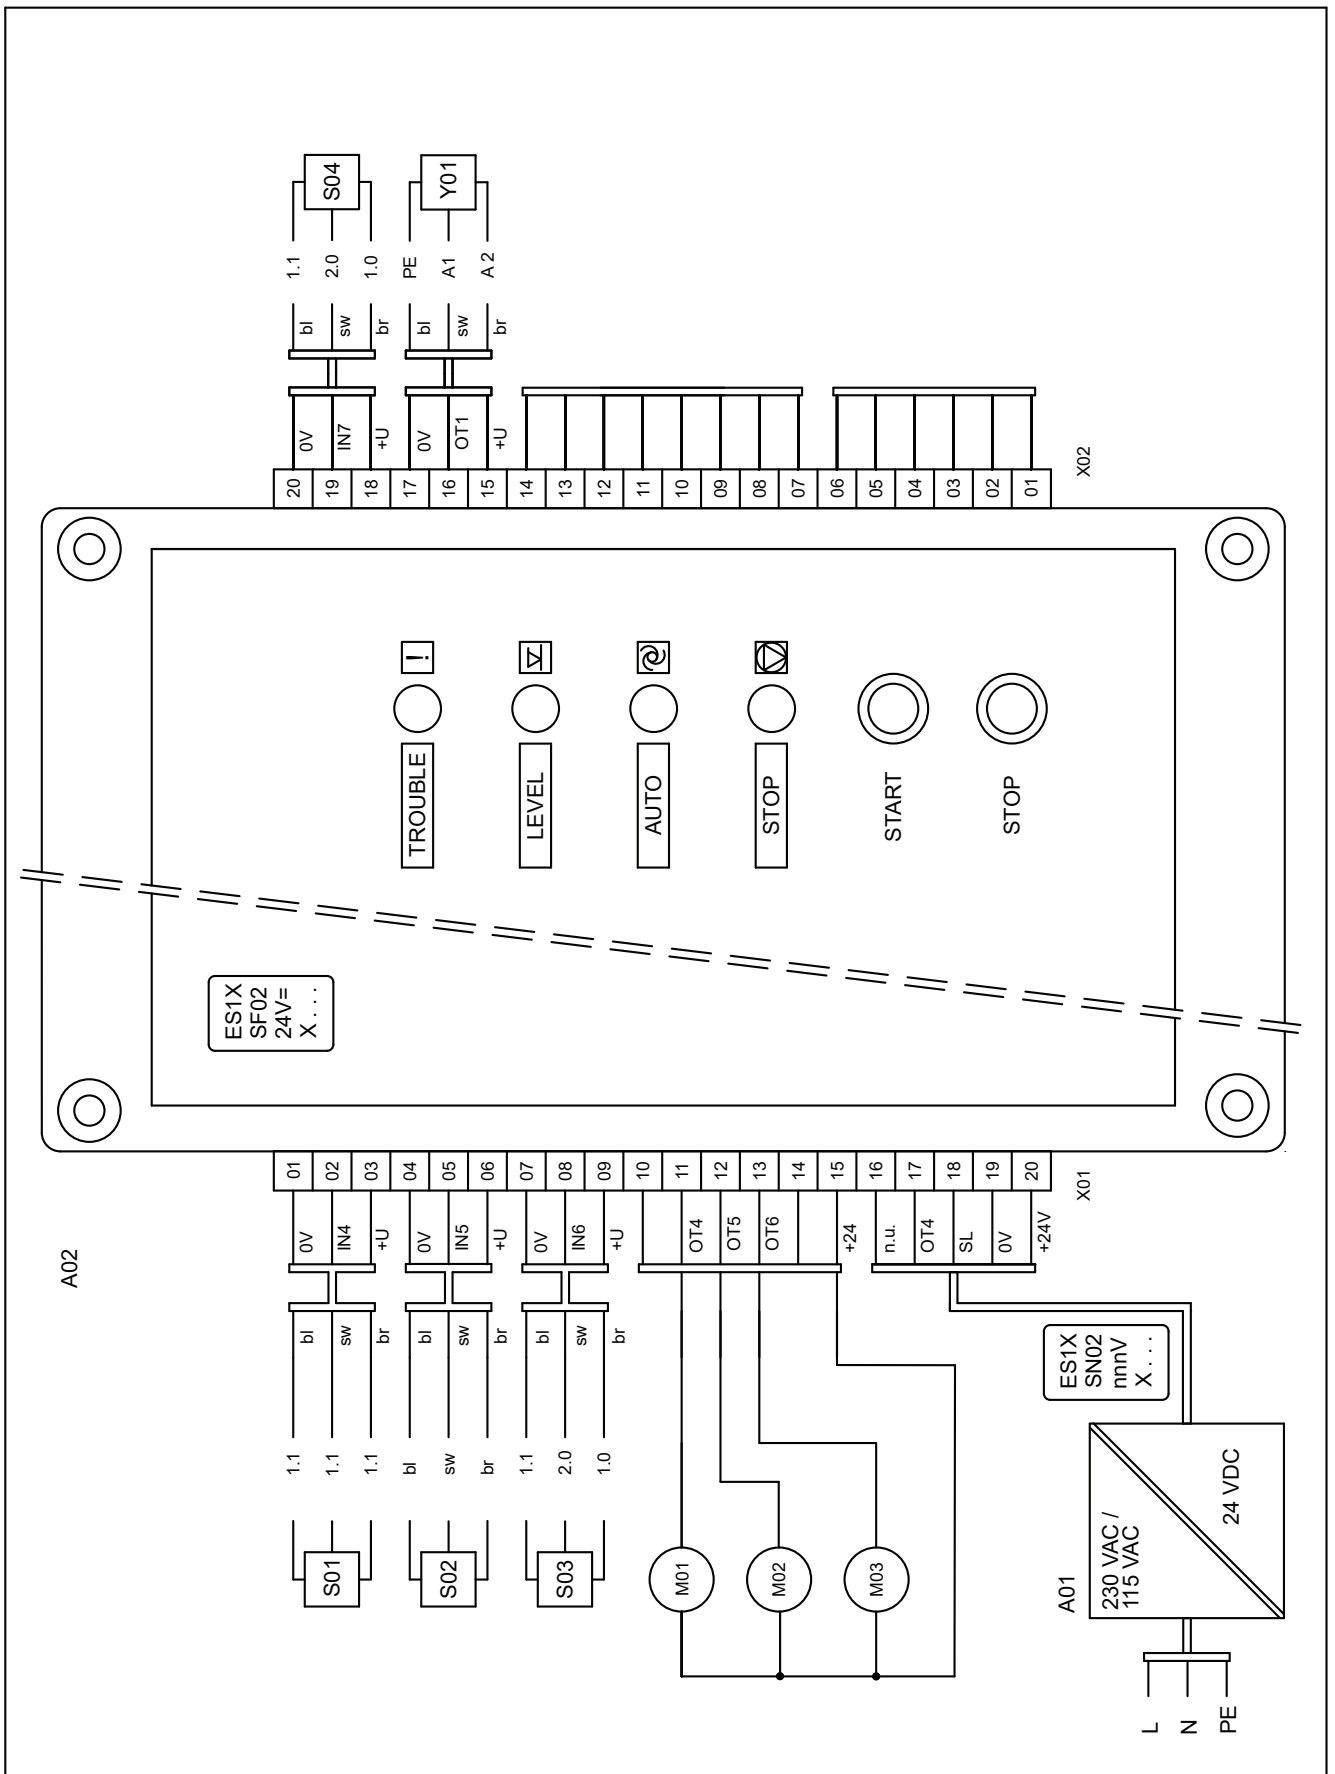 A02
ES1X
SF02
24V=
X . . . .
TROUBLE
!
LEVEL
AUTO
STOP
START
STOP
S01
1.1
1.1
1.1
bl
sw
br
0V
IN4
+U
S02
bl
sw
br
bl
sw
br
0V
IN5
+U
S03
1.1
2.0
1.0
bl
sw
br
0V
IN6
+U
M01
M02
M03
OT4
OT5
OT6
+24
n.u.
OT4
SL
0V
+24V
01
02
03
04
05
06
07
08
09
10
11
12
13
14
15
16
17
18
19
20
X01
A01
230 VAC /
115 VAC
24 VDC
L
N
PE
ES1X
SN02
nnnV
X . . . .
20
19
18
17
16
15
14
13
12
11
10
09
08
07
06
05
04
03
02
01
X02
0V
IN7
+U
bl
sw
br
1.1
2.0
1.0
S04
0V
OT1
+U
bl
sw
br
PE
A1
A 2
Y01